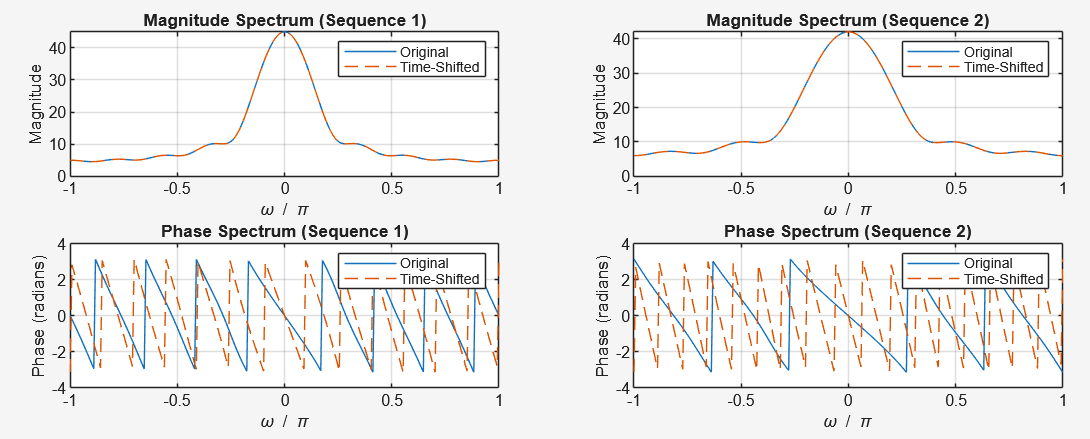 Magnitude Spectrum (Sequence 1)
Magnitude
40
30
20
10
0
Original
Time-Shifted
-1 -0.5 0 0.5 1
ω / π
Magnitude Spectrum (Sequence 2)
Magnitude
40
30
20
10
0
Original
Time-Shifted
-1 -0.5 0 0.5 1
ω / π
Phase Spectrum (Sequence 1)
Phase (radians)
4
2
0
-2
-4
Original
Time-Shifted
-1 -0.5 0 0.5 1
ω / π
Phase Spectrum (Sequence 2)
Phase (radians)
4
2
0
-2
-4
Original
Time-Shifted
-1 -0.5 0 0.5 1
ω / π